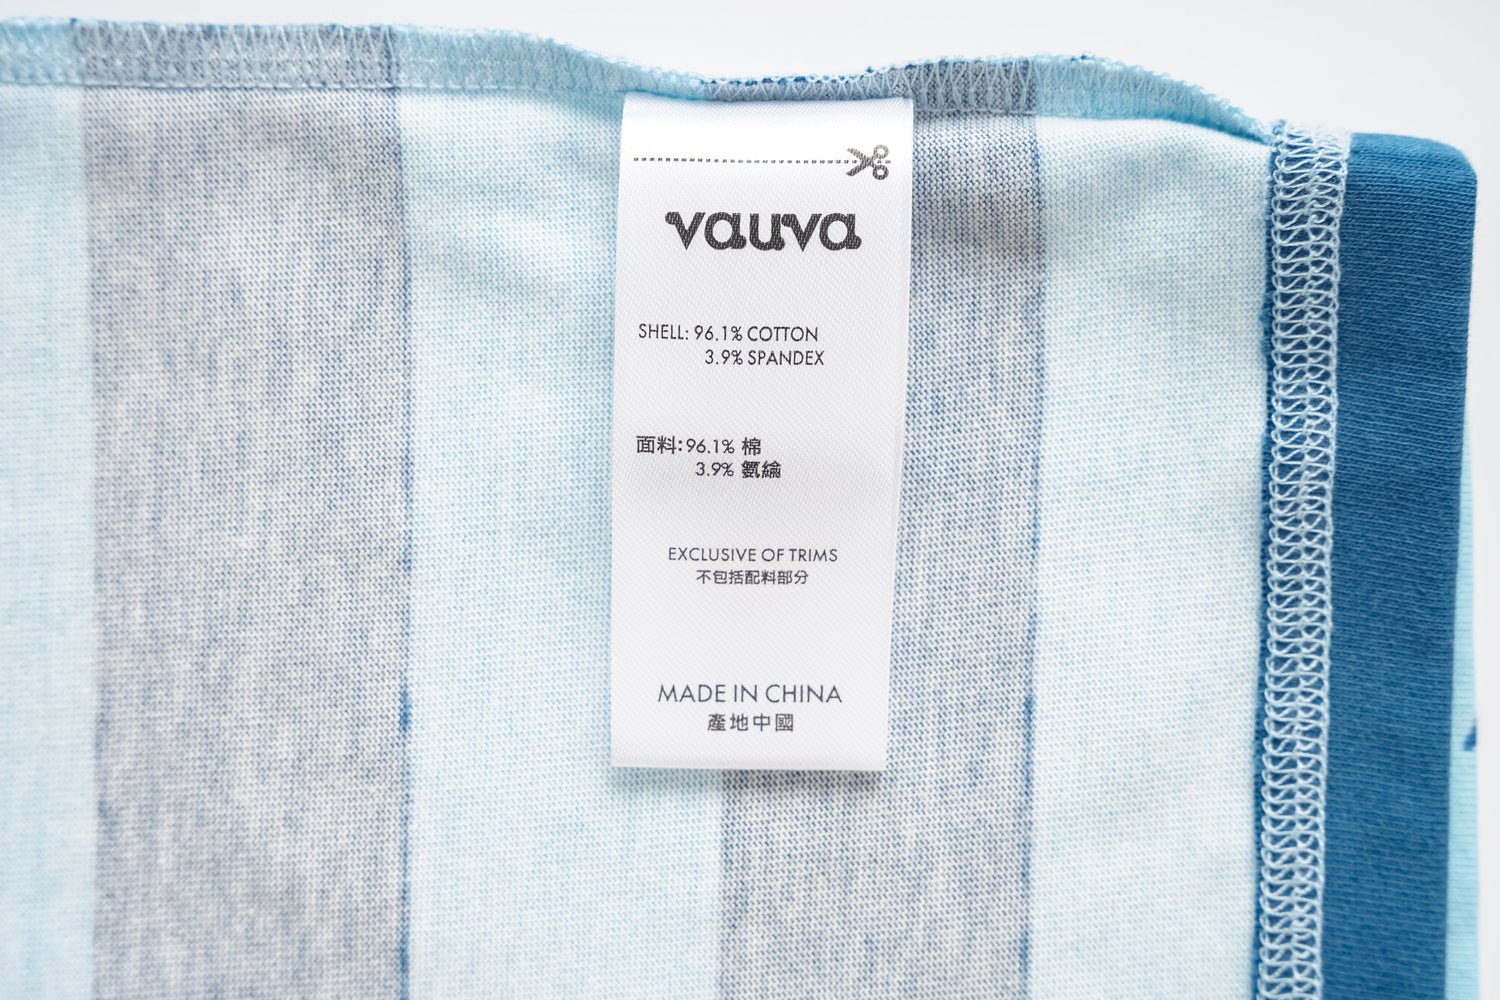 vauva
SHELL: 96.1% COTTON
3.9% SPANDEX
面料:96.1% 棉
3.9% 氨綸
EXCLUSIVE OF TRIMS
不包括配料部分
MADE IN CHINA
產地中國